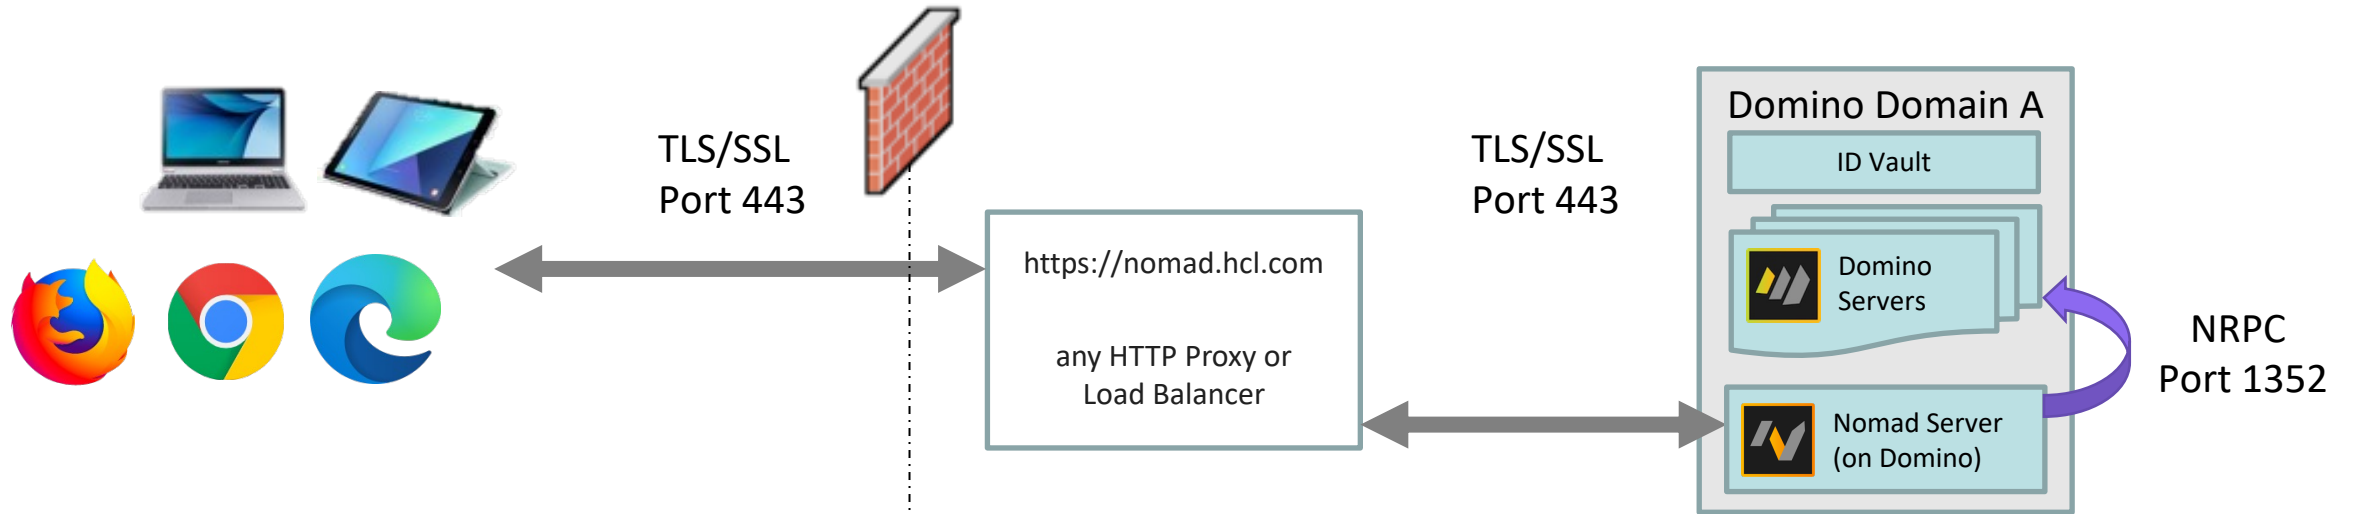 TLS/SSL
Port 443
https://nomad.hcl.com
any HTTP Proxy or
Load Balancer
TLS/SSL
Port 443
Domino Domain A
ID Vault
Domino
Servers
Nomad Server
(on Domino)
NRPC
Port 1352